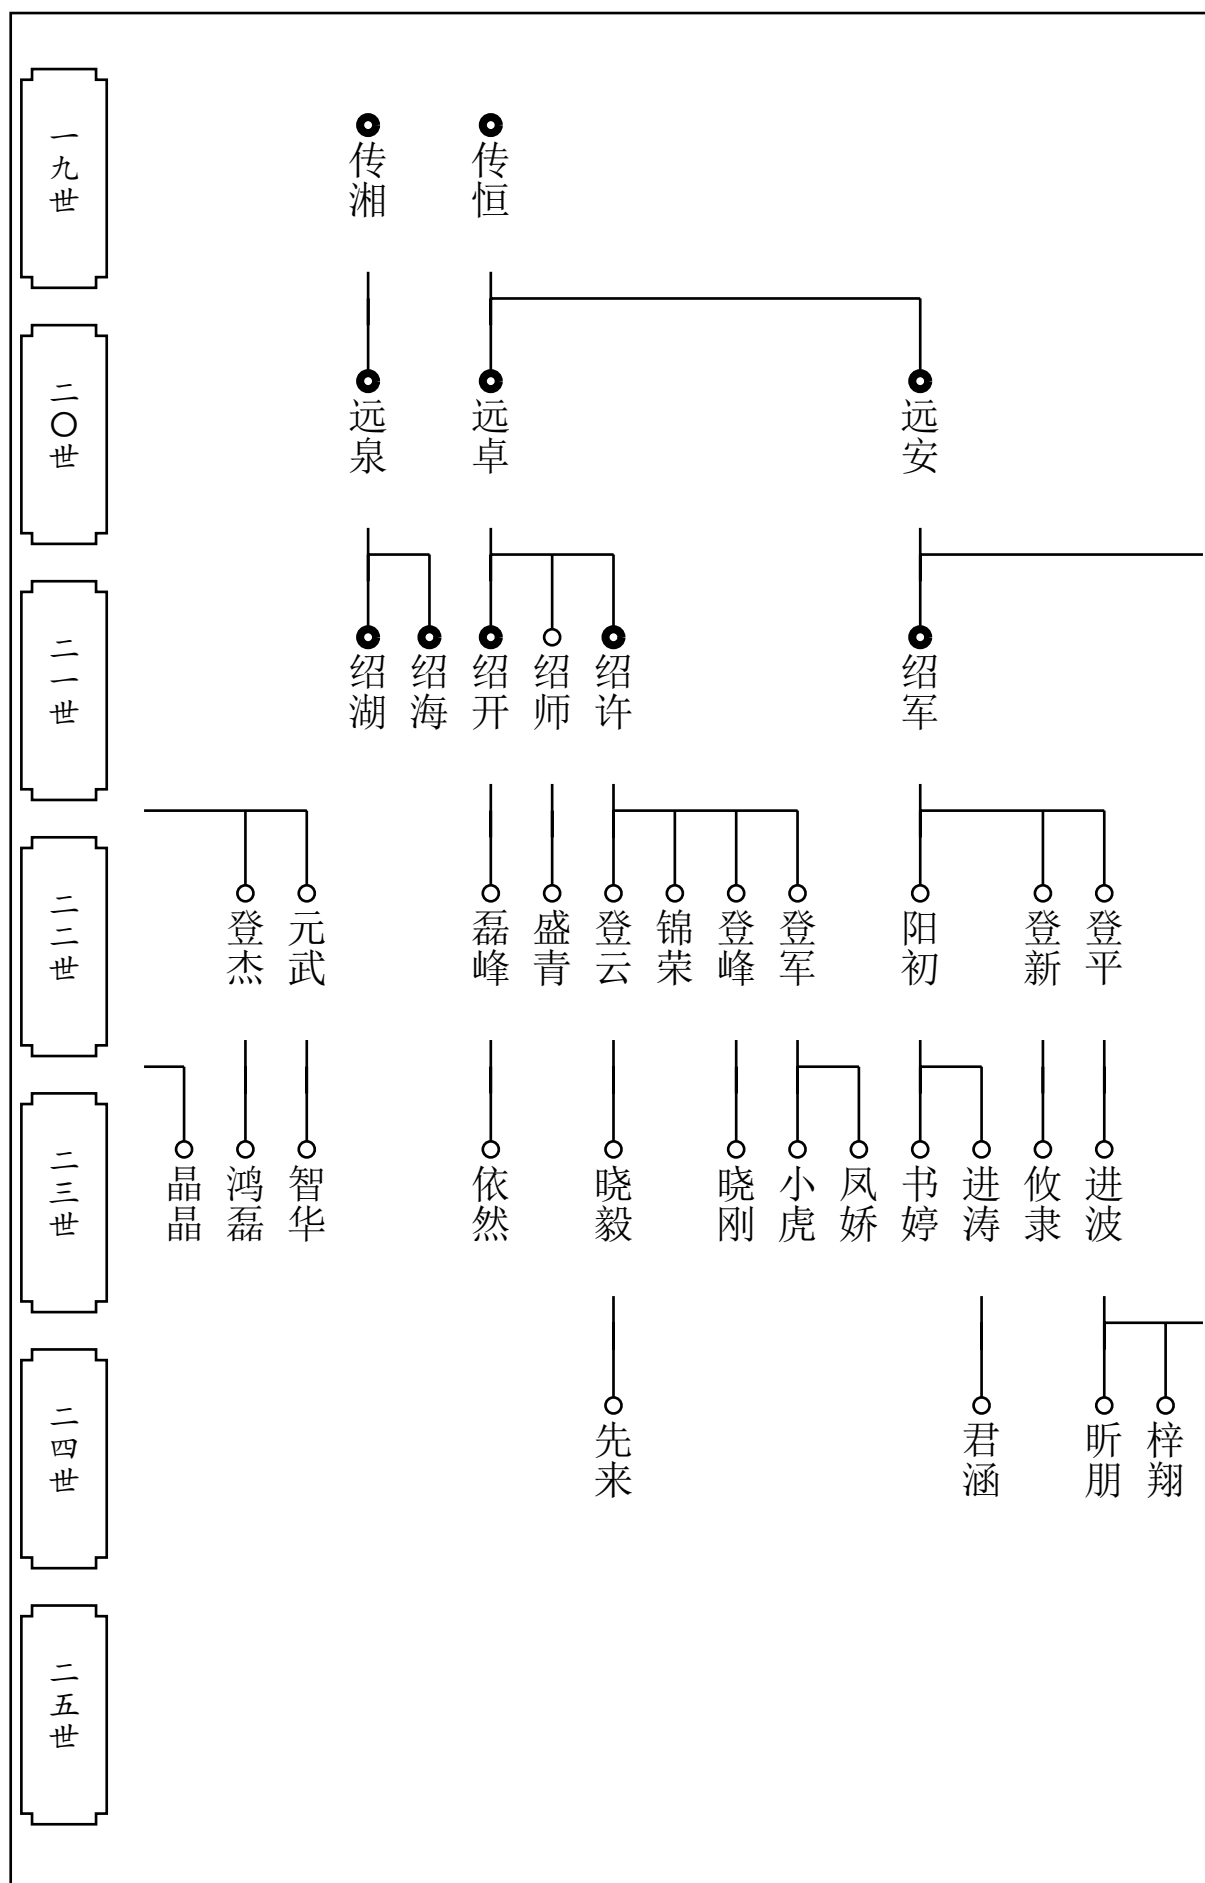 一九世
传湘
传恒
二〇世
远泉
远卓
远安
二一世
绍湖
绍海
绍开
绍师
绍许
绍军
二二世
登杰
元武
磊峰
盛青
登云
锦荣
登峰
登军
阳初
登新
登平
二三世
晶晶
鸿磊
智华
依然
晓毅
晓刚
小虎
凤娇
书婷
进涛
攸隶
进波
二四世
先来
君涵
昕朋
梓翔
二五世